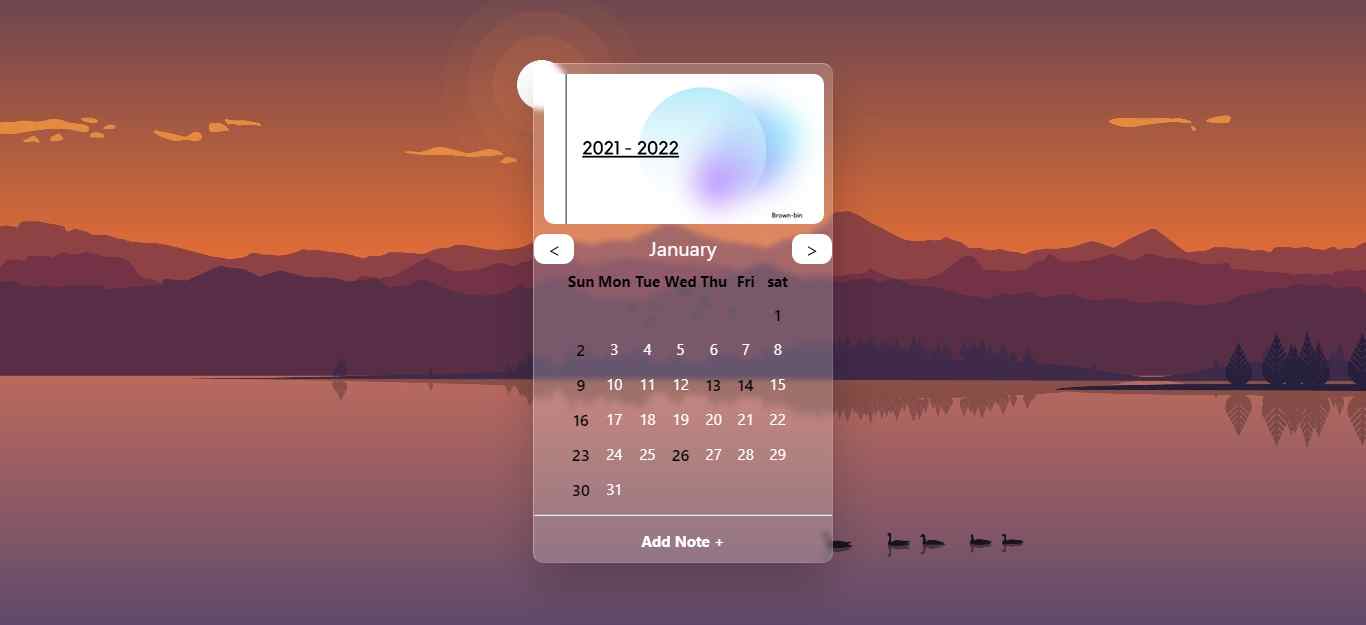 2021 - 2022
Brown-bin
< January >
Sun Mon Tue Wed Thu Fri sat
1
2 3 4 5 6 7 8
9 10 11 12 13 14 15
16 17 18 19 20 21 22
23 24 25 26 27 28 29
30 31
Add Note +